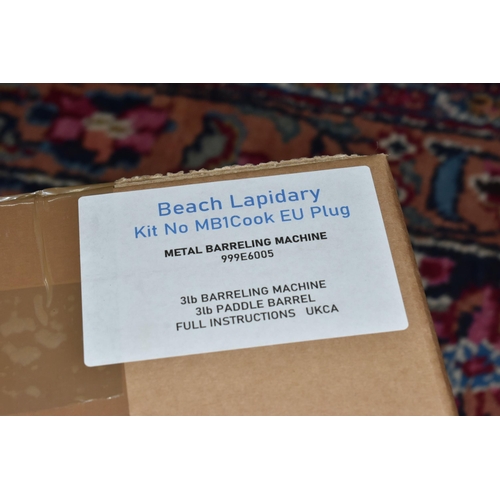 Beach Lapidary
Kit No MB1Cook EU Plug
METAL BARRELING MACHINE
999E6005
3lb BARRELING MACHINE
3lb PADDLE BARREL
FULL INSTRUCTIONS UKCA